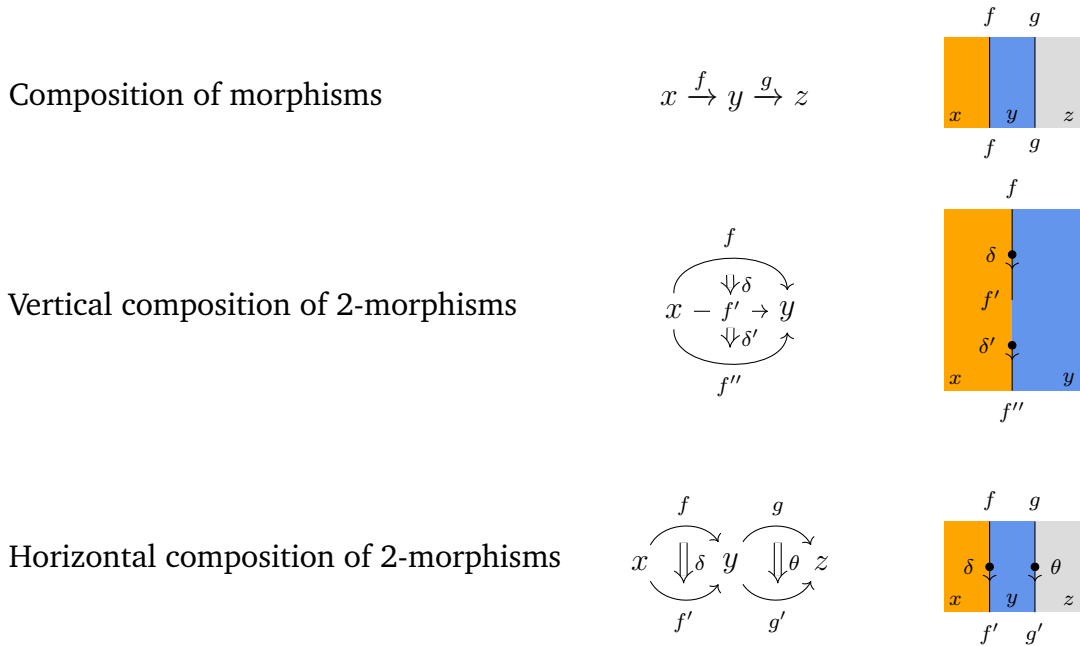 f g
Composition of morphisms x f→ y g→ z x y z
f g
f
f δ
δ f'
Vertical composition of 2-morphisms x − f' → y
δ' δ'
x y
f'' f''
f g f g
Horizontal composition of 2-morphisms x δ y θ z δ θ
x y z
f' g' f' g'